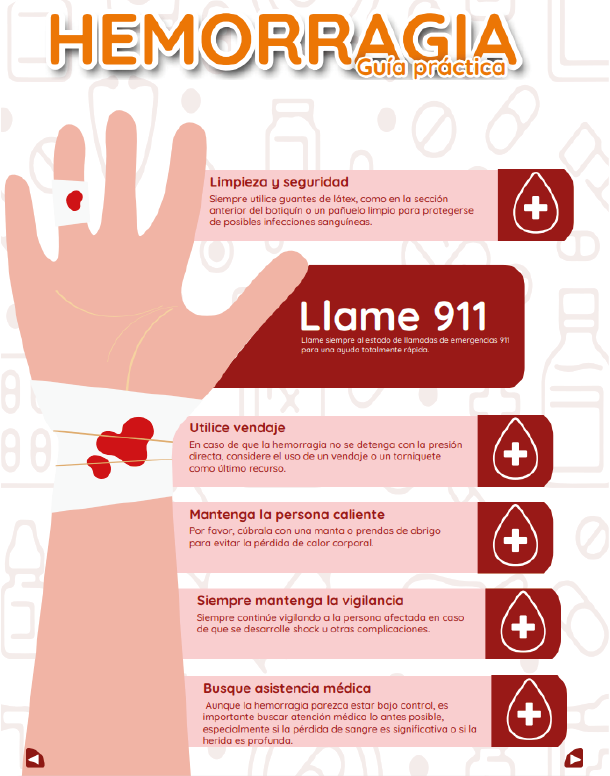 HEMORRAGIA
Guía práctica
Limpieza y seguridad
Siempre utilice guantes de látex, como en la sección
anterior del botiquín o un pañuelo limpio para protegerse
de posibles infecciones sanguíneas.
Llame 911
Llame siempre al estado de llamadas de emergencias 911
para una ayuda totalmente rápida.
Utilice vendaje
En caso de que la hemorragia no se detenga con la presión
directa, considere el uso de un vendaje o un torniquete
como último recurso.
Mantenga la persona caliente
Por favor, cúbrala con una manta o prendas de abrigo
para evitar la pérdida de calor corporal.
Siempre mantenga la vigilancia
Siempre continúe vigilando a la persona afectada en caso
de que se desarrolle shock u otras complicaciones.
Busque asistencia médica
Aunque la hemorragia parezca estar bajo control, es
importante buscar atención médica lo antes posible,
especialmente si la pérdida de sangre es significativa o si la
herida es profunda.